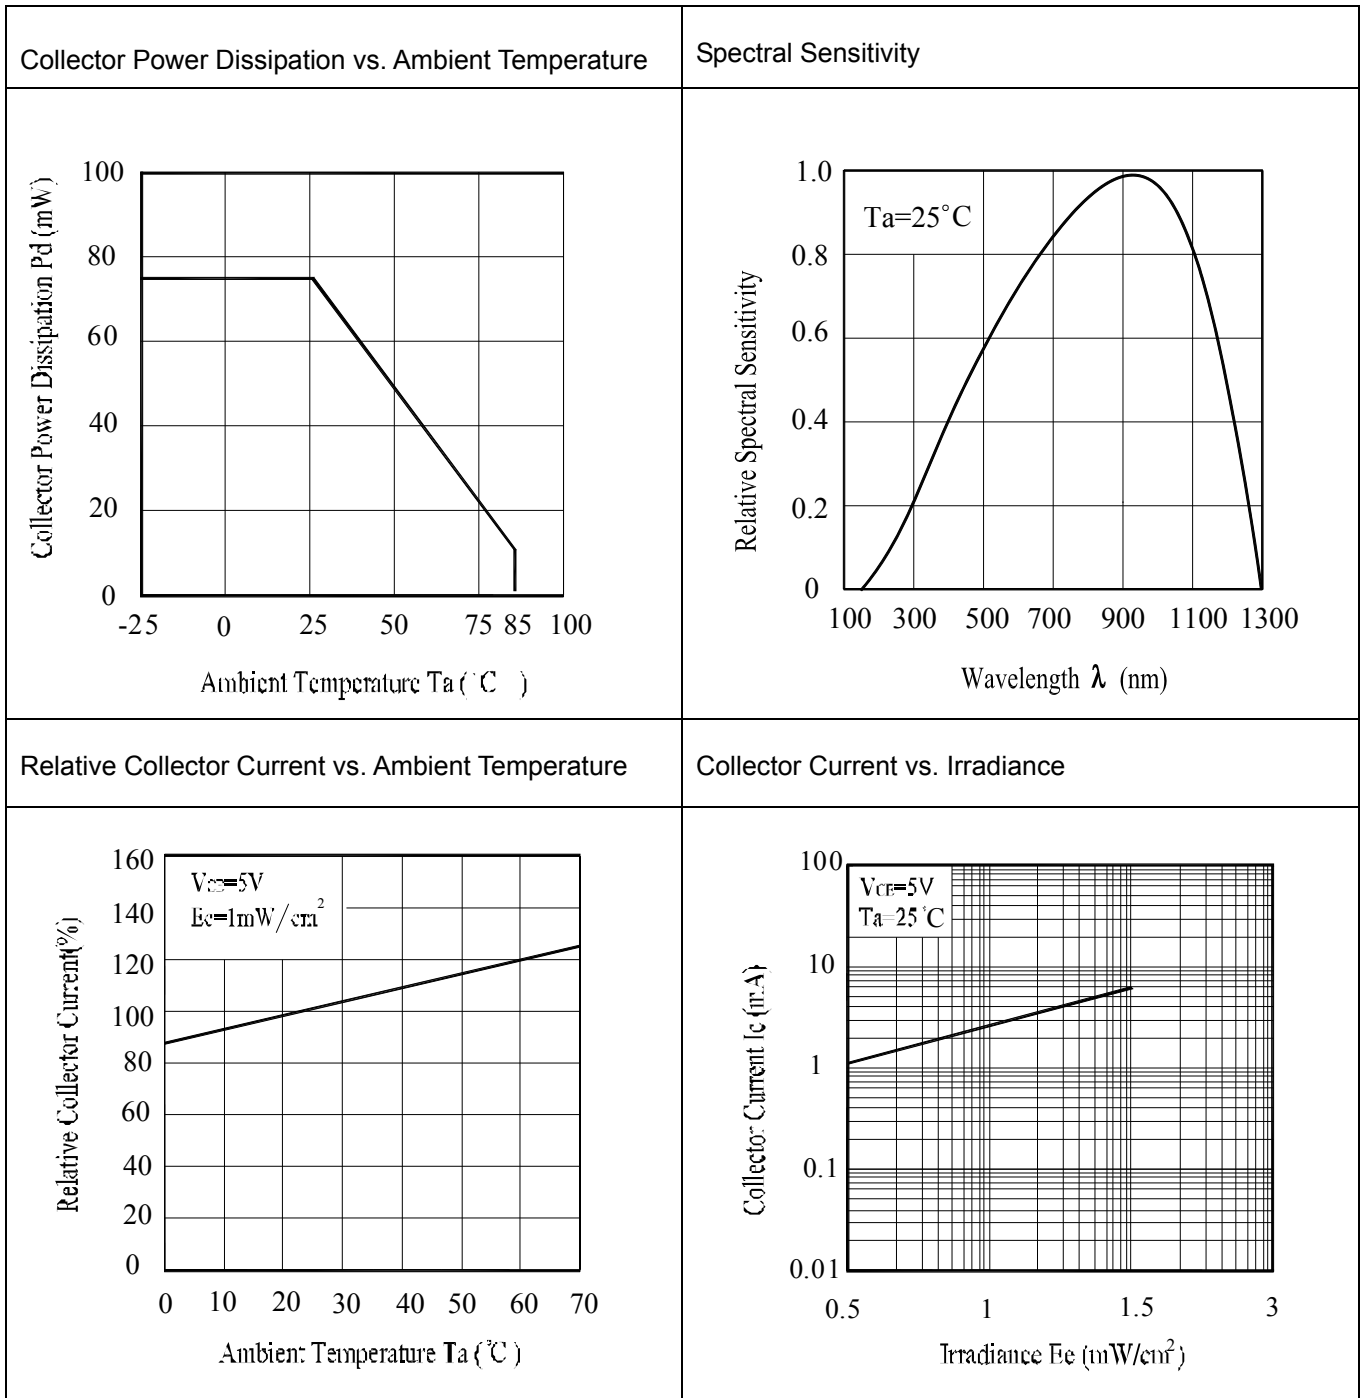 Collector Power Dissipation vs. Ambient Temperature
Spectral Sensitivity
Collector Power Dissipation Pd (mW)
100
80
60
40
20
0
-25 0 25 50 75 85 100
Ambient Temperature Ta (°C )
Ta=25°C
Relative Spectral Sensitivity
1.0
0.8
0.6
0.4
0.2
0
100 300 500 700 900 1100 1300
Wavelength λ (nm)
Relative Collector Current vs. Ambient Temperature
Collector Current vs. Irradiance
Relative Collector Current(%)
160
140
120
100
80
60
40
20
0
VCE=5V
Ee=1mW/cm²
0 10 20 30 40 50 60 70
Ambient Temperature Ta (°C )
Collector Current Ic (mA)
100
10
1
0.1
0.01
VCE=5V
Ta=25°C
0.5 1 1.5 3
Irradiance Ee (mW/cm²)